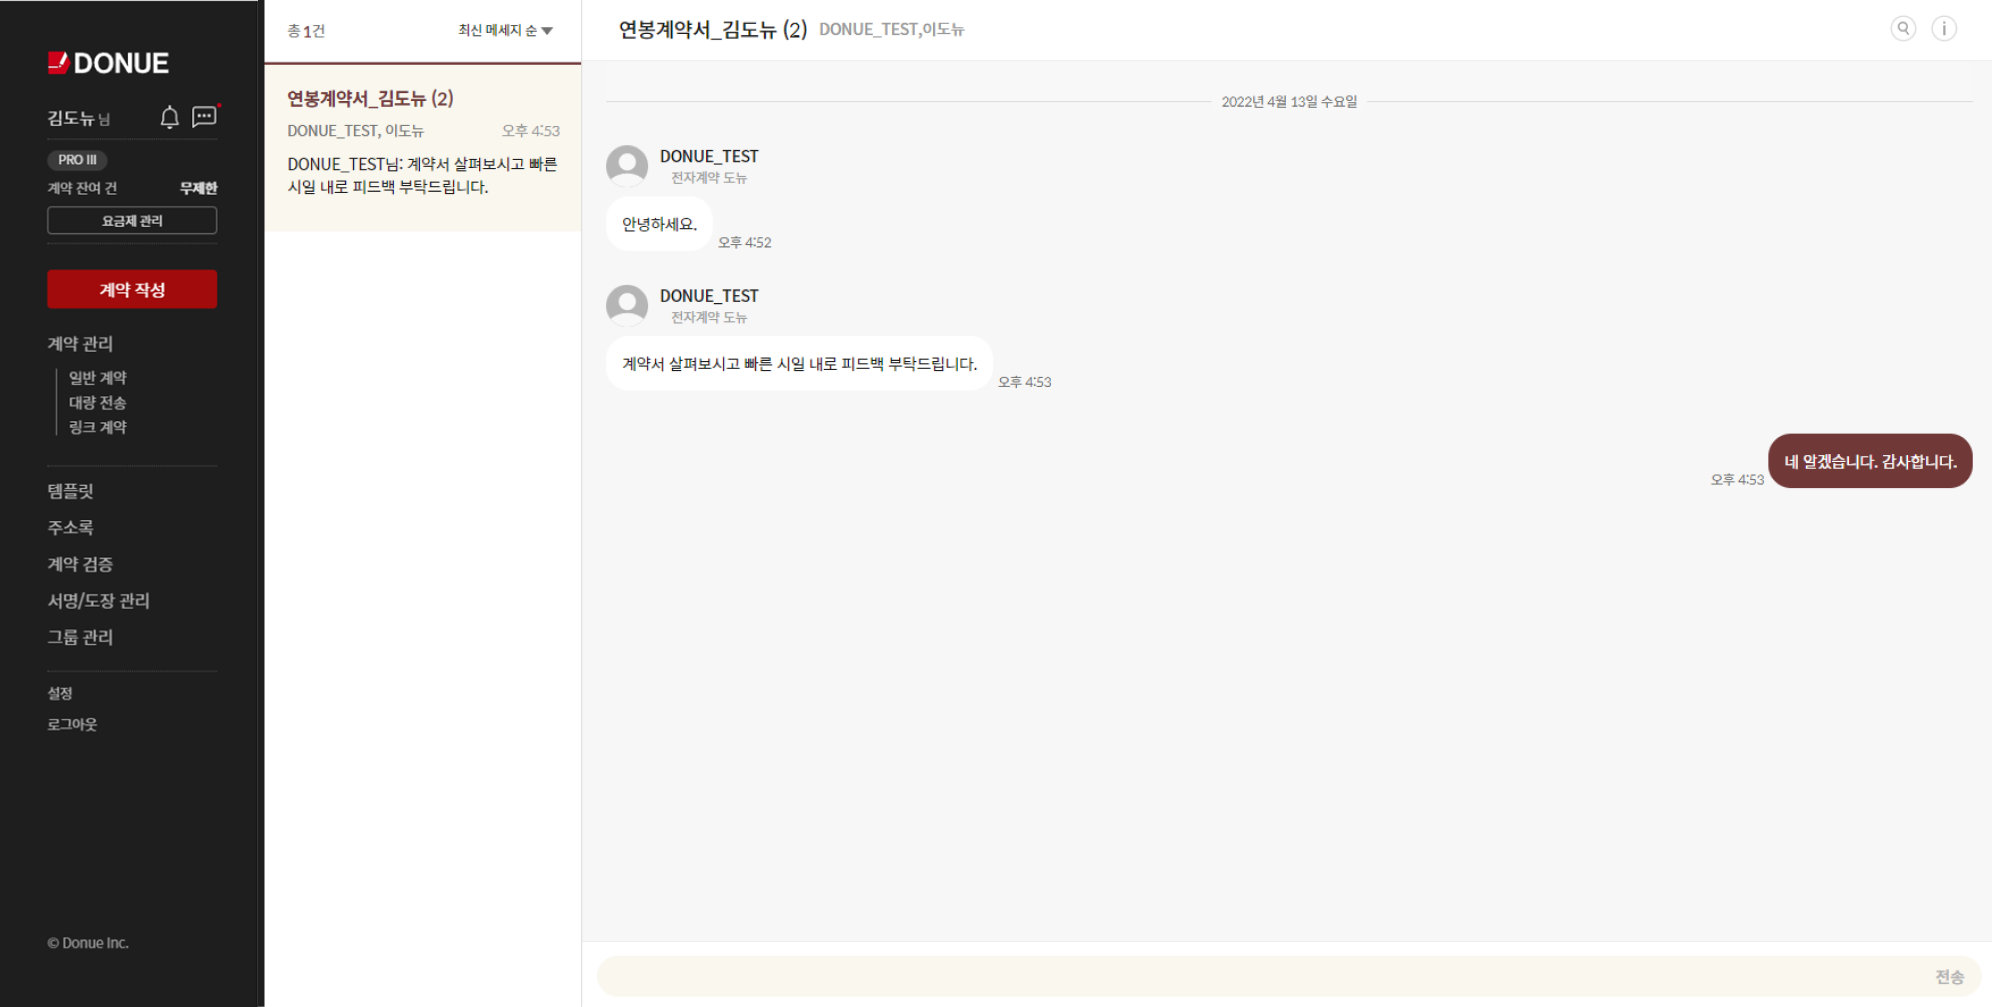 DONUE
김도뉴 님
PRO III
계약 잔여 건 무제한
요금제 관리
계약 작성
계약 관리
일반 계약
대량 전송
링크 계약
템플릿
주소록
계약 검증
서명/도장 관리
그룹 관리
설정
로그아웃
© Donue Inc.
총 1건 최신 메세지 순
연봉계약서_김도뉴 (2)
DONUE_TEST, 이도뉴 오후 4:53
DONUE_TEST님: 계약서 살펴보시고 빠른
시일 내로 피드백 부탁드립니다.
연봉계약서_김도뉴 (2) DONUE_TEST,이도뉴
2022년 4월 13일 수요일
DONUE_TEST
전자계약 도뉴
안녕하세요.
오후 4:52
DONUE_TEST
전자계약 도뉴
계약서 살펴보시고 빠른 시일 내로 피드백 부탁드립니다.
오후 4:53
네 알겠습니다. 감사합니다.
오후 4:53
전송